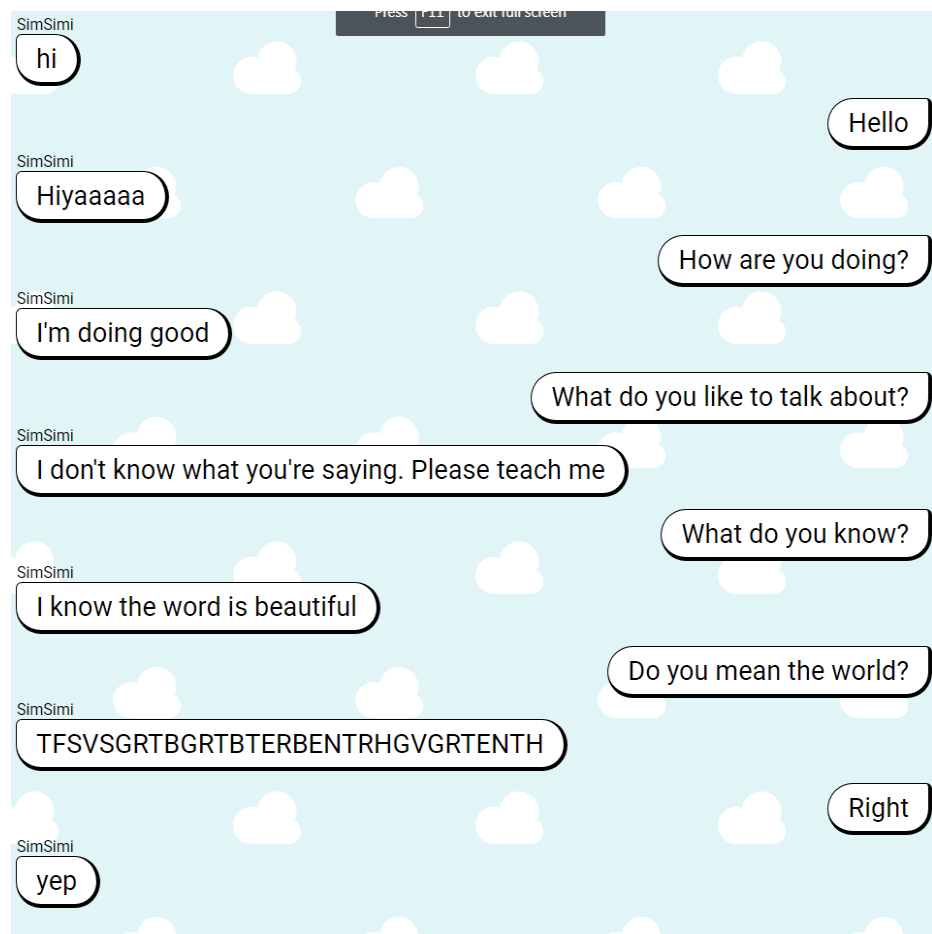 Press F11 to exit full screen
SimSimi
hi
Hello
SimSimi
Hiyaaaaa
How are you doing?
SimSimi
I'm doing good
What do you like to talk about?
SimSimi
I don't know what you're saying. Please teach me
What do you know?
SimSimi
I know the word is beautiful
Do you mean the world?
SimSimi
TFSVSGRTBGRTBTERBENTRHGVGRTENTH
Right
SimSimi
yep